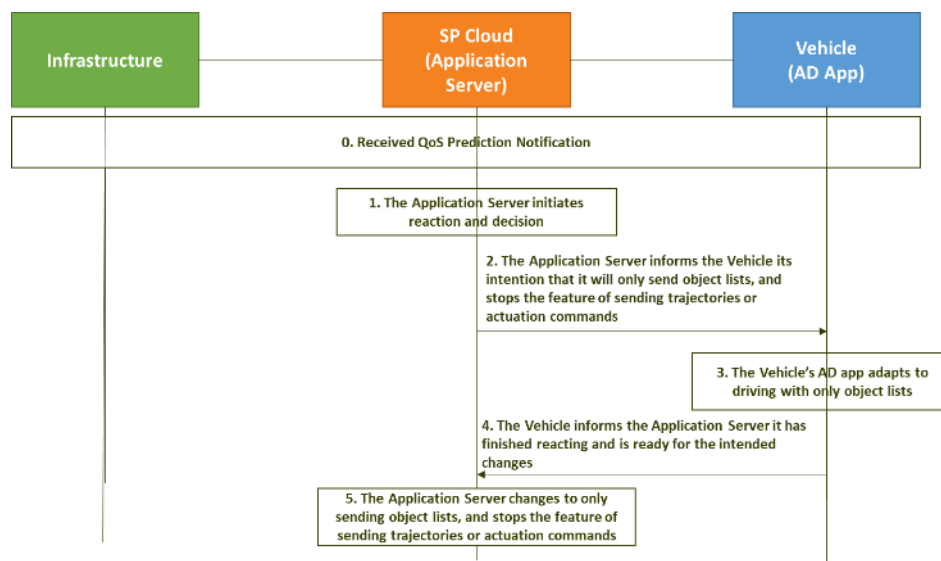 Infrastructure
SP Cloud
(Application
Server)
Vehicle
(AD App)
0. Received QoS Prediction Notification
1. The Application Server initiates
reaction and decision
2. The Application Server informs the Vehicle its
intention that it will only send object lists, and
stops the feature of sending trajectories or
actuation commands
3. The Vehicle's AD app adapts to
driving with only object lists
4. The Vehicle informs the Application Server it has
finished reacting and is ready for the intended
changes
5. The Application Server changes to only
sending object lists, and stops the feature of
sending trajectories or actuation commands